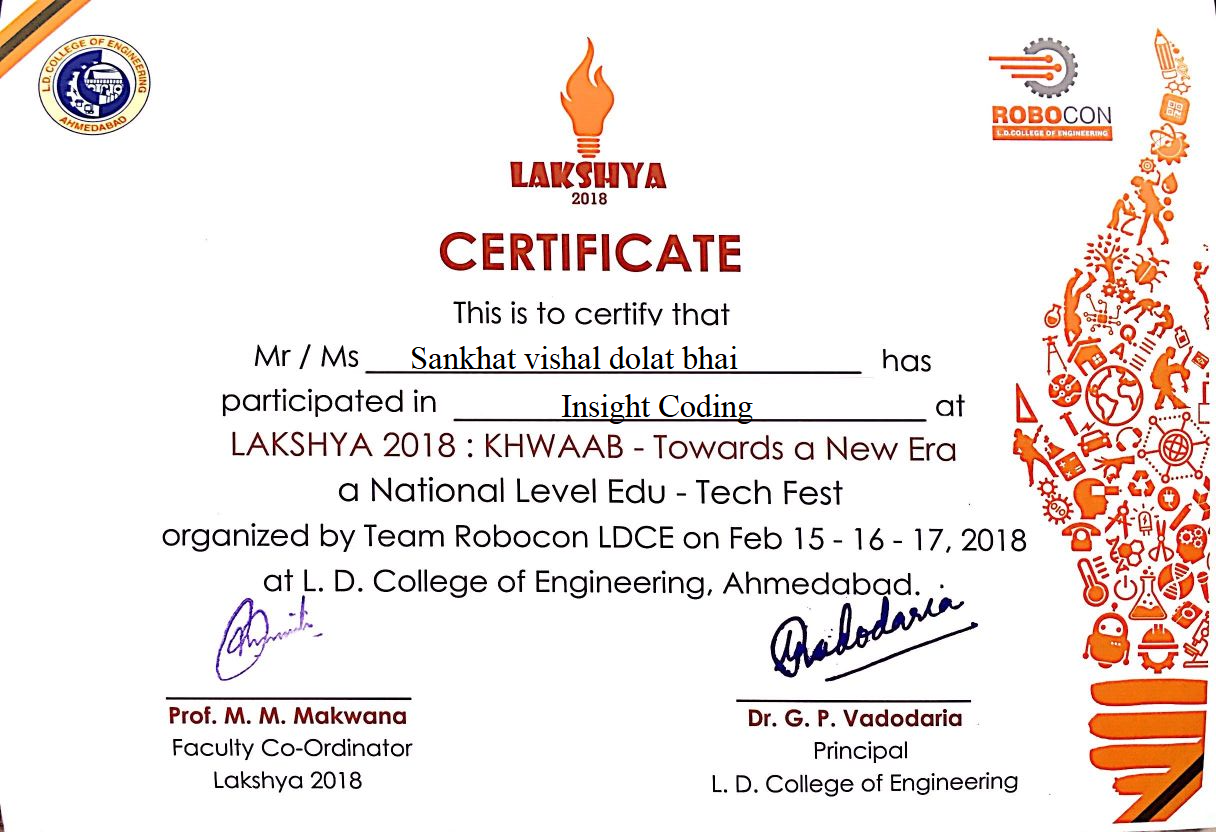 L.D. COLLEGE OF ENGINEERING
AHMEDABAD
LAKSHYA
2018
ROBOCON
L.D.COLLEGE OF ENGINEERING
CERTIFICATE
This is to certify that
Mr / Ms Sankhat vishal dolat bhai has
participated in Insight Coding at
LAKSHYA 2018 : KHWAAB - Towards a New Era
a National Level Edu - Tech Fest
organized by Team Robocon LDCE on Feb 15 - 16 - 17, 2018
at L. D. College of Engineering, Ahmedabad.
Vadodaria
Prof. M. M. Makwana
Faculty Co-Ordinator
Lakshya 2018
Dr. G. P. Vadodaria
Principal
L. D. College of Engineering